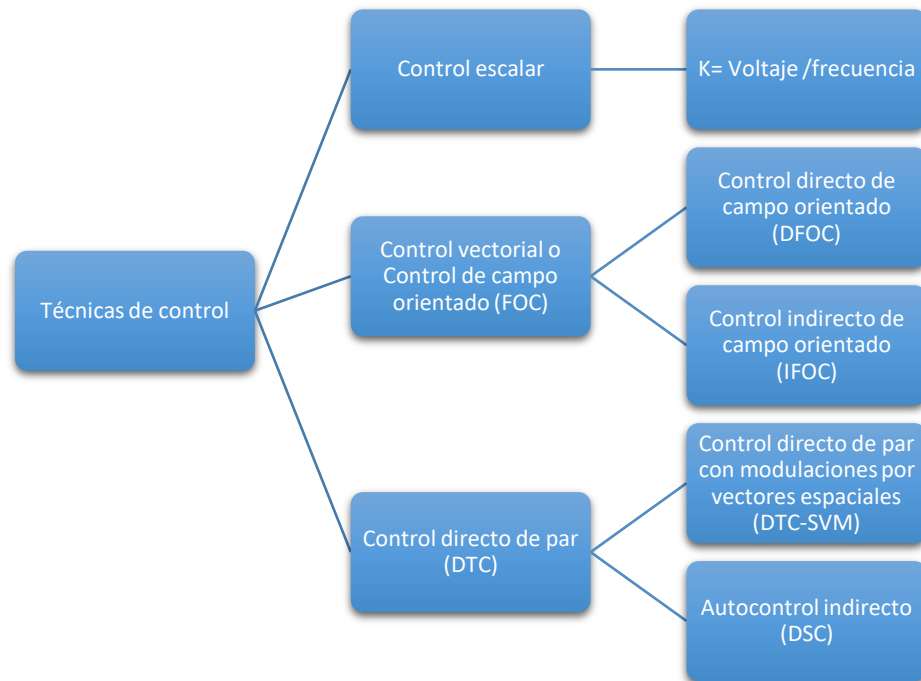 Técnicas de control
Control escalar
K= Voltaje /frecuencia
Control vectorial o
Control de campo
orientado (FOC)
Control directo de
campo orientado
(DFOC)
Control indirecto de
campo orientado
(IFOC)
Control directo de par
(DTC)
Control directo de par
con modulaciones por
vectores espaciales
(DTC-SVM)
Autocontrol indirecto
(DSC)